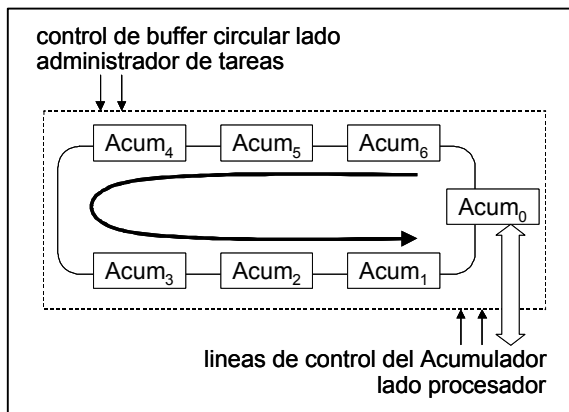 control de buffer circular lado
administrador de tareas
Acum4 Acum5 Acum6
Acum0
Acum3 Acum2 Acum1
lineas de control del Acumulador
lado procesador